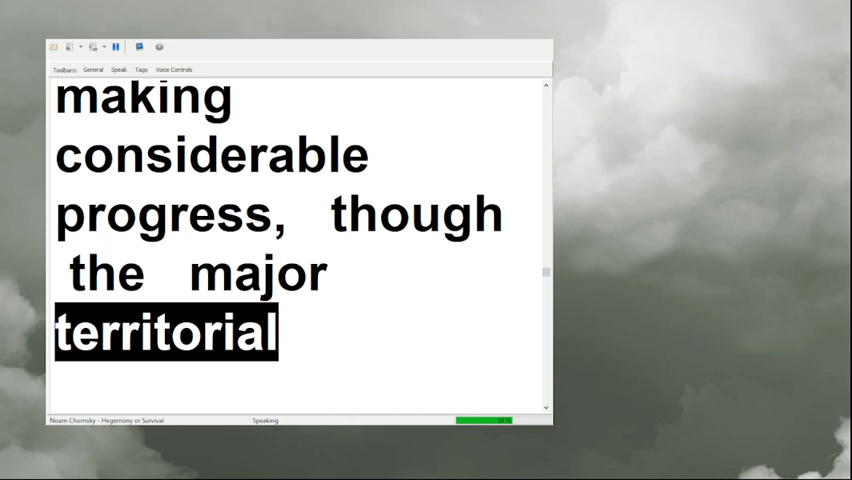 Toolbars: General Speak Tags Voice Controls
making
considerable
progress, though
the major
territorial
Noam Chomsky - Hegemony or Survival Speaking 59 %